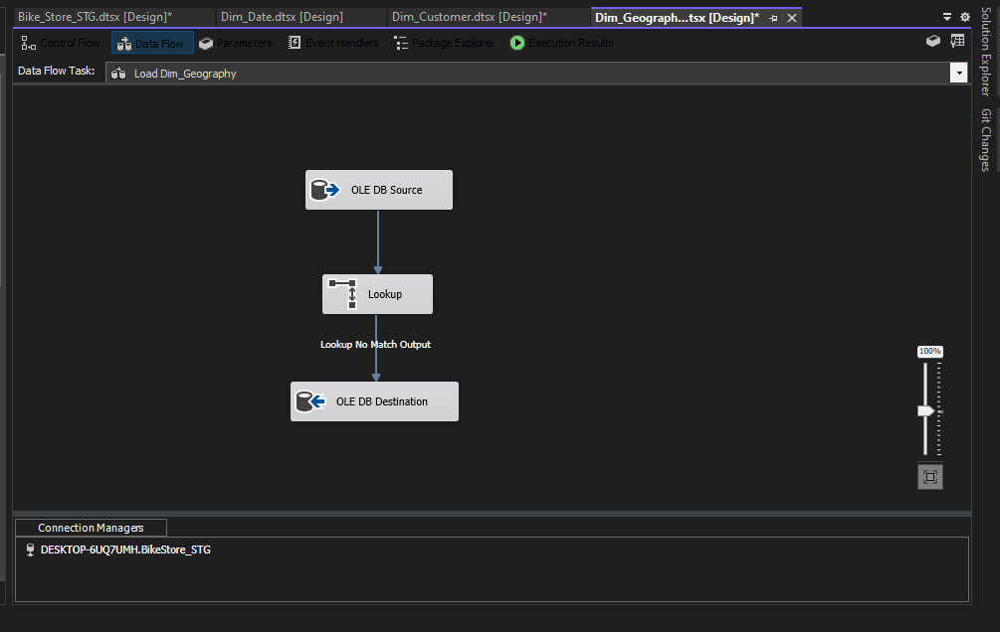 Bike_Store_STG.dtsx [Design]* Dim_Date.dtsx [Design] Dim_Customer.dtsx [Design]* Dim_Geograph...tsx [Design]*
Control Flow Data Flow Parameters Event Handlers Package Explorer Execution Results
Data Flow Task: Load Dim_Geography
OLE DB Source
Lookup
Lookup No Match Output
OLE DB Destination
100%
Connection Managers
DESKTOP-6UQ7UMH.BikeStore_STG
Solution Explorer
Git Changes